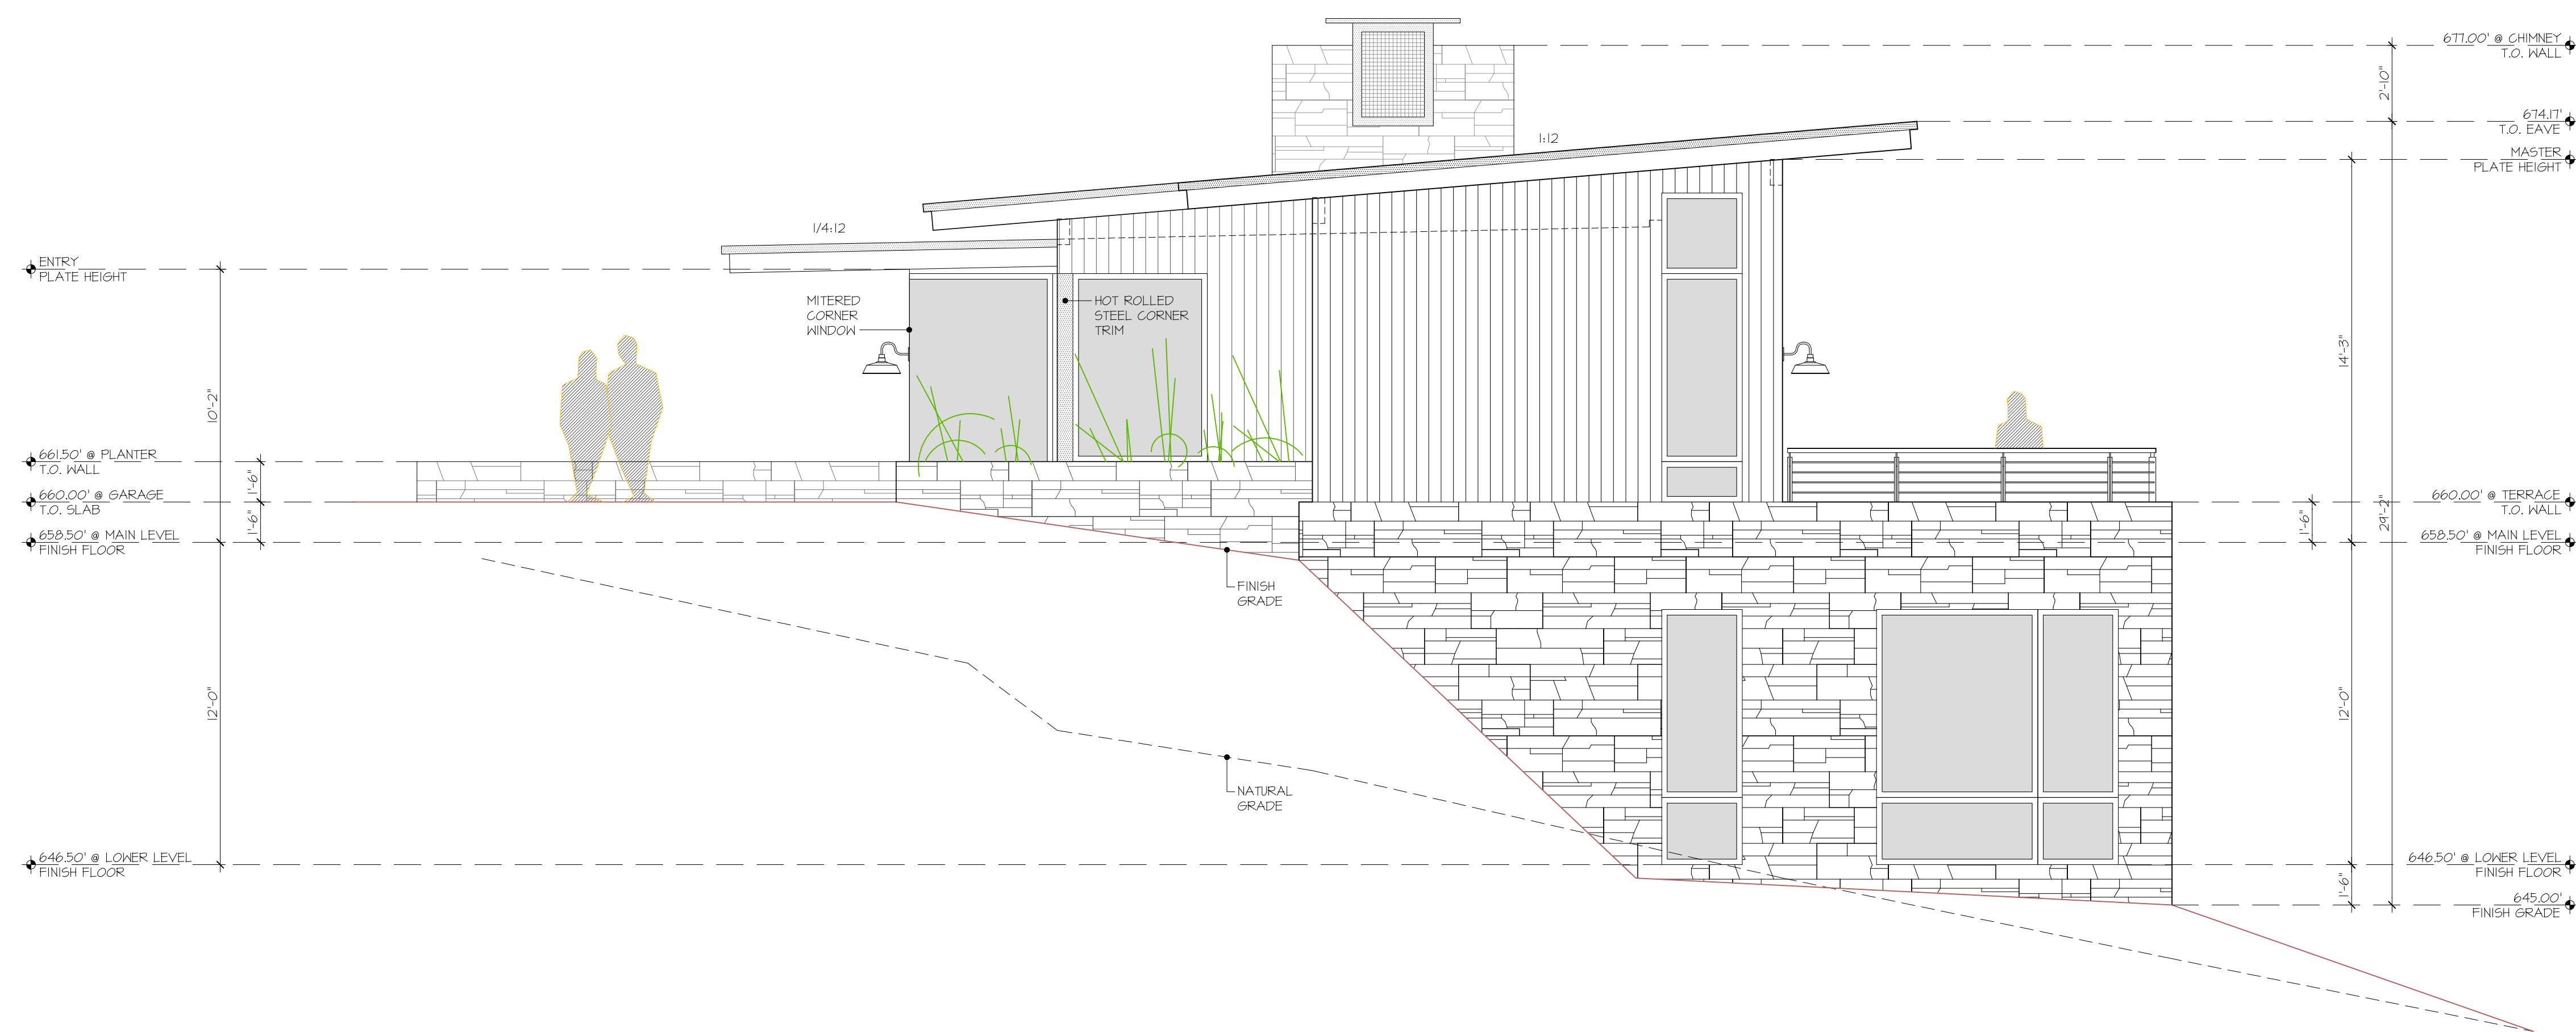 677.00' @ CHIMNEY
T.O. WALL
2'-10"
674.17'
T.O. EAVE
1:12
MASTER
PLATE HEIGHT
1/4:12
ENTRY
PLATE HEIGHT
MITERED
CORNER
WINDOW
HOT ROLLED
STEEL CORNER
TRIM
14'-3"
10'-2"
661.50' @ PLANTER
T.O. WALL
1'-6"
660.00' @ GARAGE
T.O. SLAB
1'-6"
658.50' @ MAIN LEVEL
FINISH FLOOR
660.00' @ TERRACE
T.O. WALL
1'-6"
29'-2"
658.50' @ MAIN LEVEL
FINISH FLOOR
FINISH
GRADE
12'-0"
12'-0"
NATURAL
GRADE
646.50' @ LOWER LEVEL
FINISH FLOOR
646.50' @ LOWER LEVEL
FINISH FLOOR
1'-6"
645.00'
FINISH GRADE